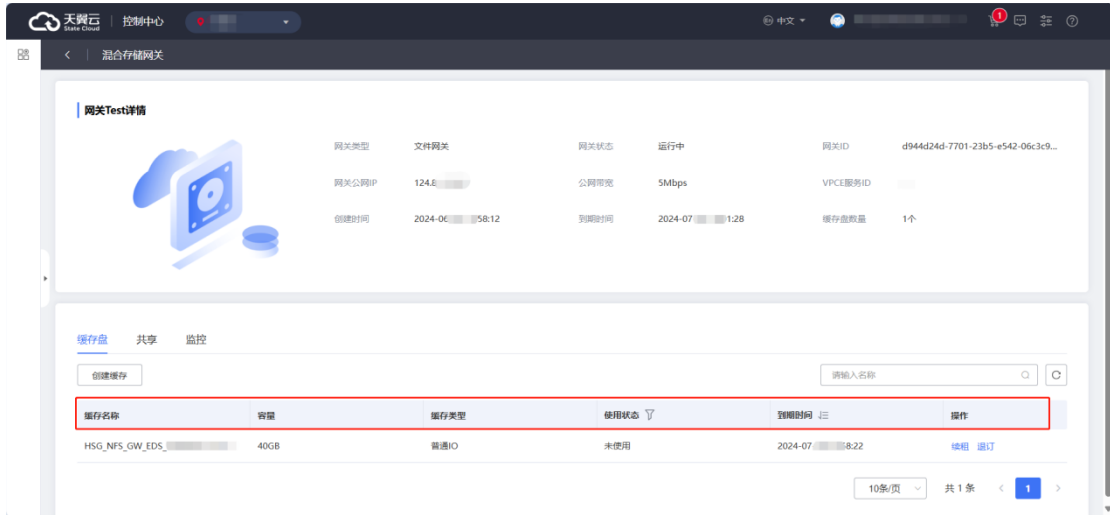 天翼云 State Cloud 控制中心 中文 1
混合存储网关
网关Test详情
网关类型 文件网关 网关状态 运行中 网关ID d944d24d-7701-23b5-e542-06c3c9...
网关公网IP 124. 公网带宽 5Mbps VPCE服务ID
创建时间 2024-06 58:12 到期时间 2024-07 1:28 缓存盘数量 1个
缓存盘 共享 监控
创建缓存 请输入名称
缓存名称 容量 缓存类型 使用状态 到期时间 操作
HSG_NFS_GW_EDS_ 40GB 普通IO 未使用 2024-07 8:22 续租 退订
10条/页 共 1 条 < 1 >